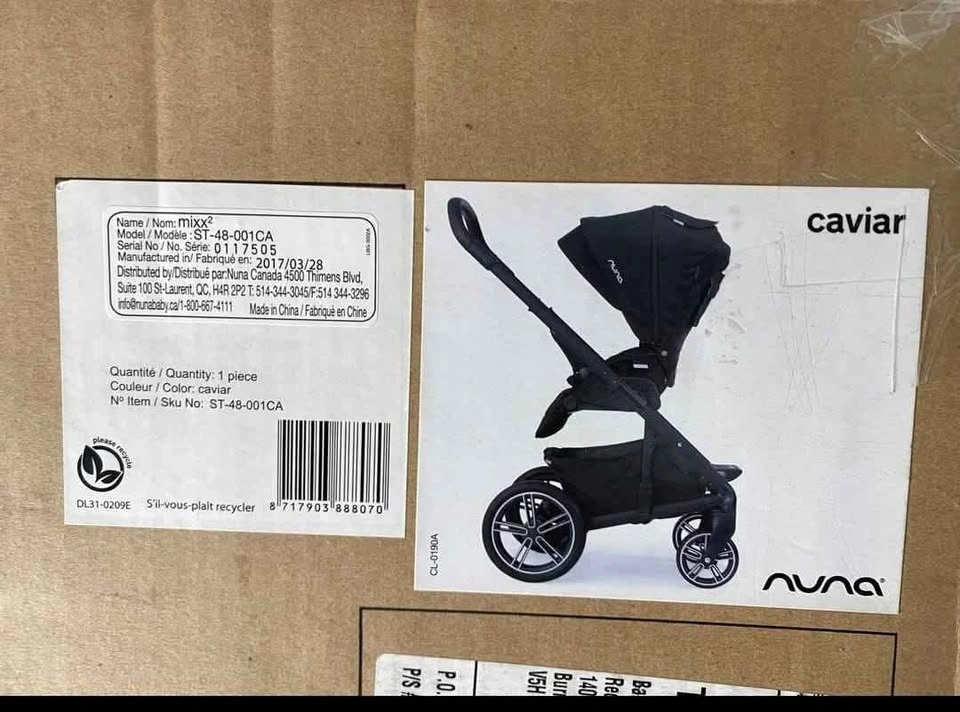 Name / Nom: mixx²
Model / Modèle : ST-48-001CA
Serial No / No. Série: 0117505
Manufactured in/ Fabriqué en: 2017/03/28
Distributed by/Distribué par:Nuna Canada 4500 Thimens Blvd,
Suite 100 St-Laurent, QC, H4R 2P2 T: 514-344-3045/F:514 344-3296
info@nunababy.ca/1-800-667-4111 Made in China / Fabriqué en Chine
Quantité / Quantity: 1 piece
Couleur / Color: caviar
Nº Item / Sku No: ST-48-001CA
please recycle
DL31-0209E
S'il-vous-plaît recycler
8 717903 888070
caviar
nuna
CL-0190A
nuna®
140
V5H
P.O.
P/S